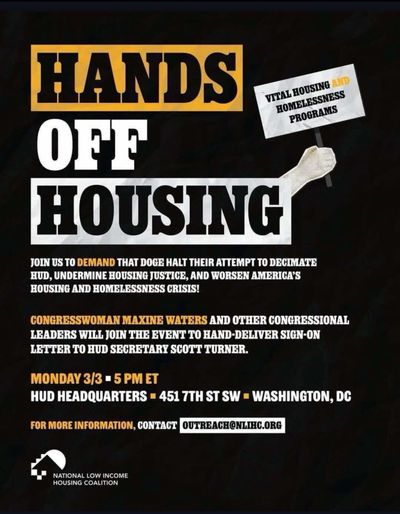 HANDS
OFF
HOUSING
VITAL HOUSING AND
HOMELESSNESS
PROGRAMS
JOIN US TO DEMAND THAT DOGE HALT THEIR ATTEMPT TO DECIMATE
HUD, UNDERMINE HOUSING JUSTICE, AND WORSEN AMERICA'S
HOUSING AND HOMELESSNESS CRISIS!
CONGRESSWOMAN MAXINE WATERS AND OTHER CONGRESSIONAL
LEADERS WILL JOIN THE EVENT TO HAND-DELIVER SIGN-ON
LETTER TO HUD SECRETARY SCOTT TURNER.
MONDAY 3/3 ▪ 5 PM ET
HUD HEADQUARTERS ▪ 451 7TH ST SW ▪ WASHINGTON, DC
FOR MORE INFORMATION, CONTACT OUTREACH@NLIHC.ORG
NATIONAL LOW INCOME
HOUSING COALITION